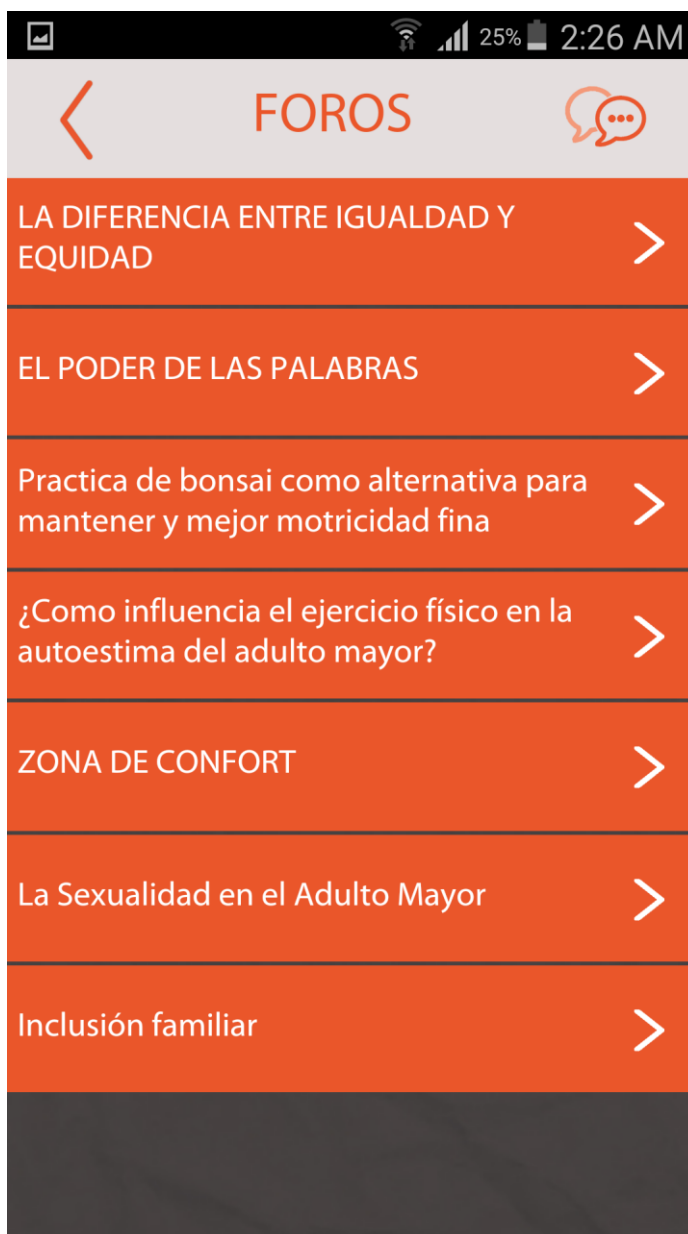 25% 2:26 AM
FOROS
LA DIFERENCIA ENTRE IGUALDAD Y
EQUIDAD
EL PODER DE LAS PALABRAS
Practica de bonsai como alternativa para
mantener y mejor motricidad fina
¿Como influencia el ejercicio físico en la
autoestima del adulto mayor?
ZONA DE CONFORT
La Sexualidad en el Adulto Mayor
Inclusión familiar